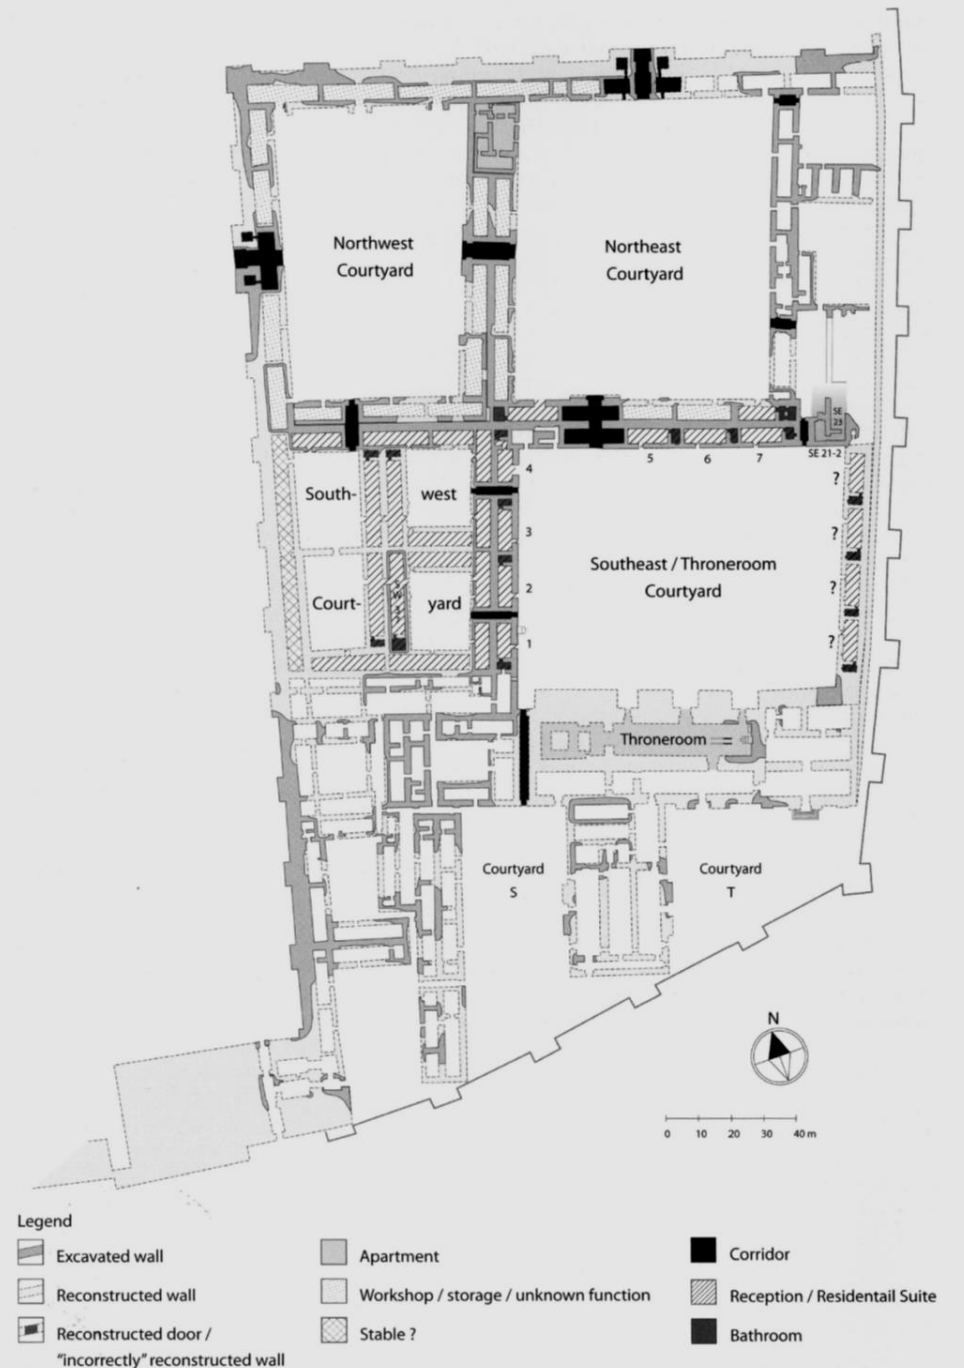 Northwest
Courtyard
Northeast
Courtyard
SE
23
SE 21-2
4
5
6
7
?
South-
west
3
?
Southeast / Throneroom
Courtyard
2
?
Court-
yard
1
?
Throneroom
Courtyard
S
Courtyard
T
N
0 10 20 30 40 m
Legend
Excavated wall
Reconstructed wall
Reconstructed door /
"incorrectly" reconstructed wall
Apartment
Workshop / storage / unknown function
Stable ?
Corridor
Reception / Residentail Suite
Bathroom